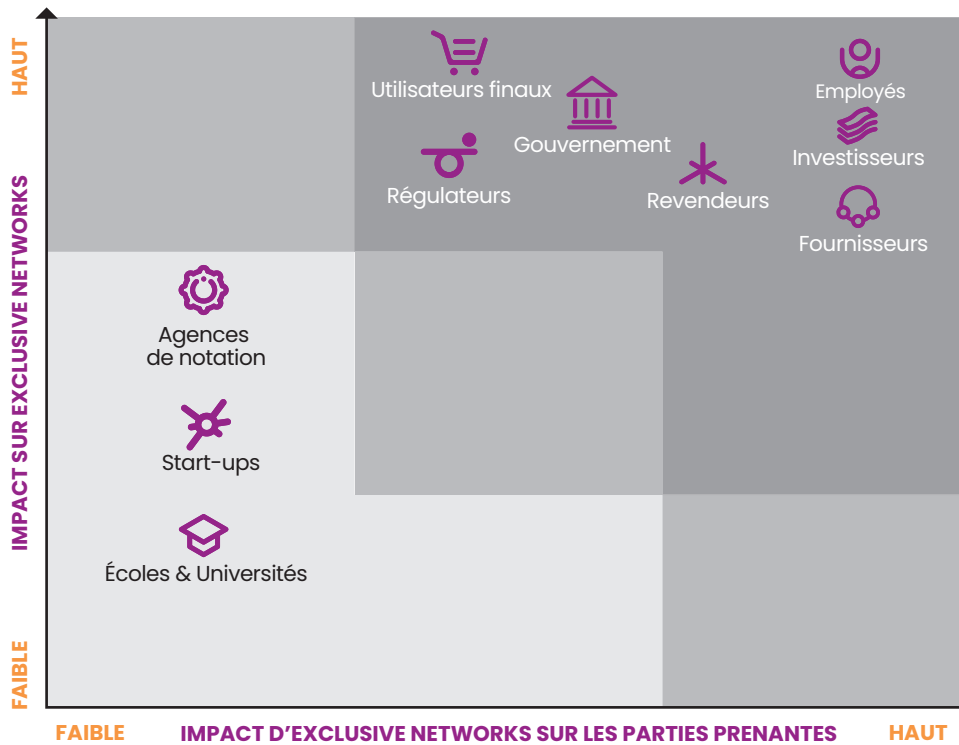 HAUT
IMPACT SUR EXCLUSIVE NETWORKS
FAIBLE
Utilisateurs finaux
Gouvernement
Régulateurs
Revendeurs
Employés
Investisseurs
Fournisseurs
Agences
de notation
Start-ups
Écoles & Universités
FAIBLE
IMPACT D’EXCLUSIVE NETWORKS SUR LES PARTIES PRENANTES
HAUT